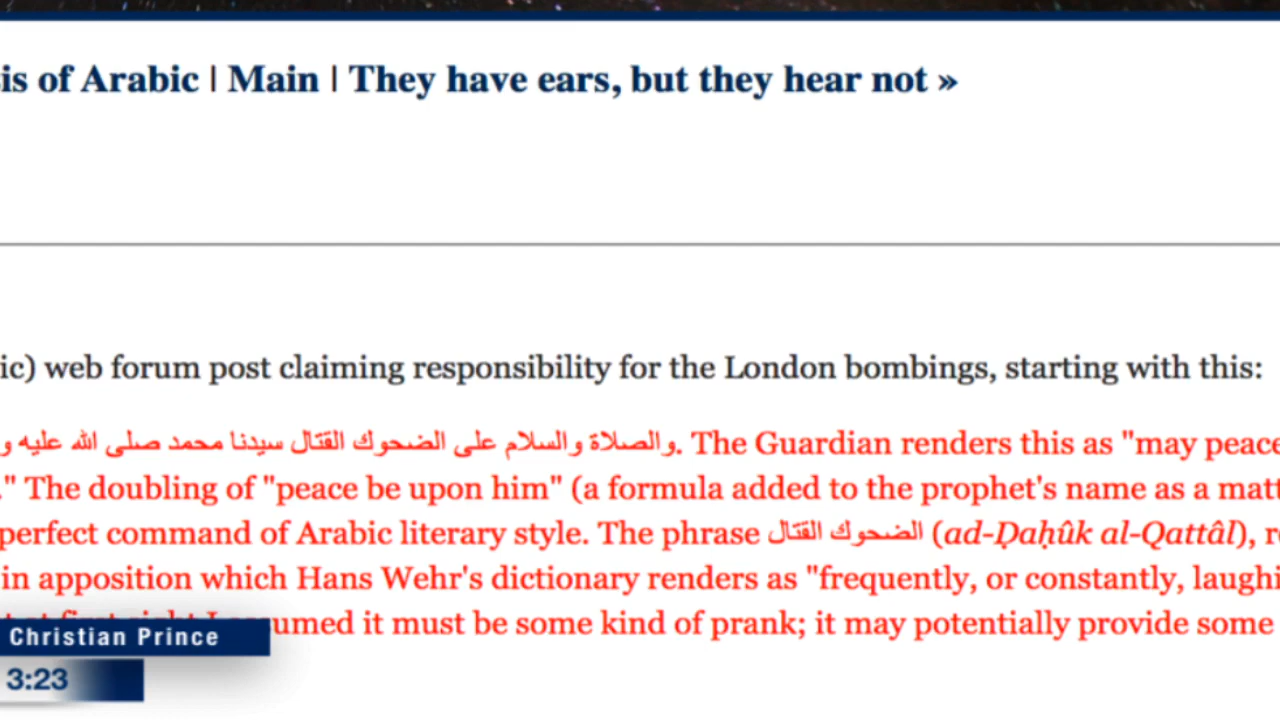 is of Arabic | Main | They have ears, but they hear not »
ic) web forum post claiming responsibility for the London bombings, starting with this:
والصلاة والسلام على الضحوك القتال سيدنا محمد صلى الله عليه و. The Guardian renders this as "may peace
." The doubling of "peace be upon him" (a formula added to the prophet's name as a matt
perfect command of Arabic literary style. The phrase الضحوك القتال (ad-Ḍaḥûk al-Qattâl), r
in apposition which Hans Wehr's dictionary renders as "frequently, or constantly, laughi
umed it must be some kind of prank; it may potentially provide some
Christian Prince
3:23